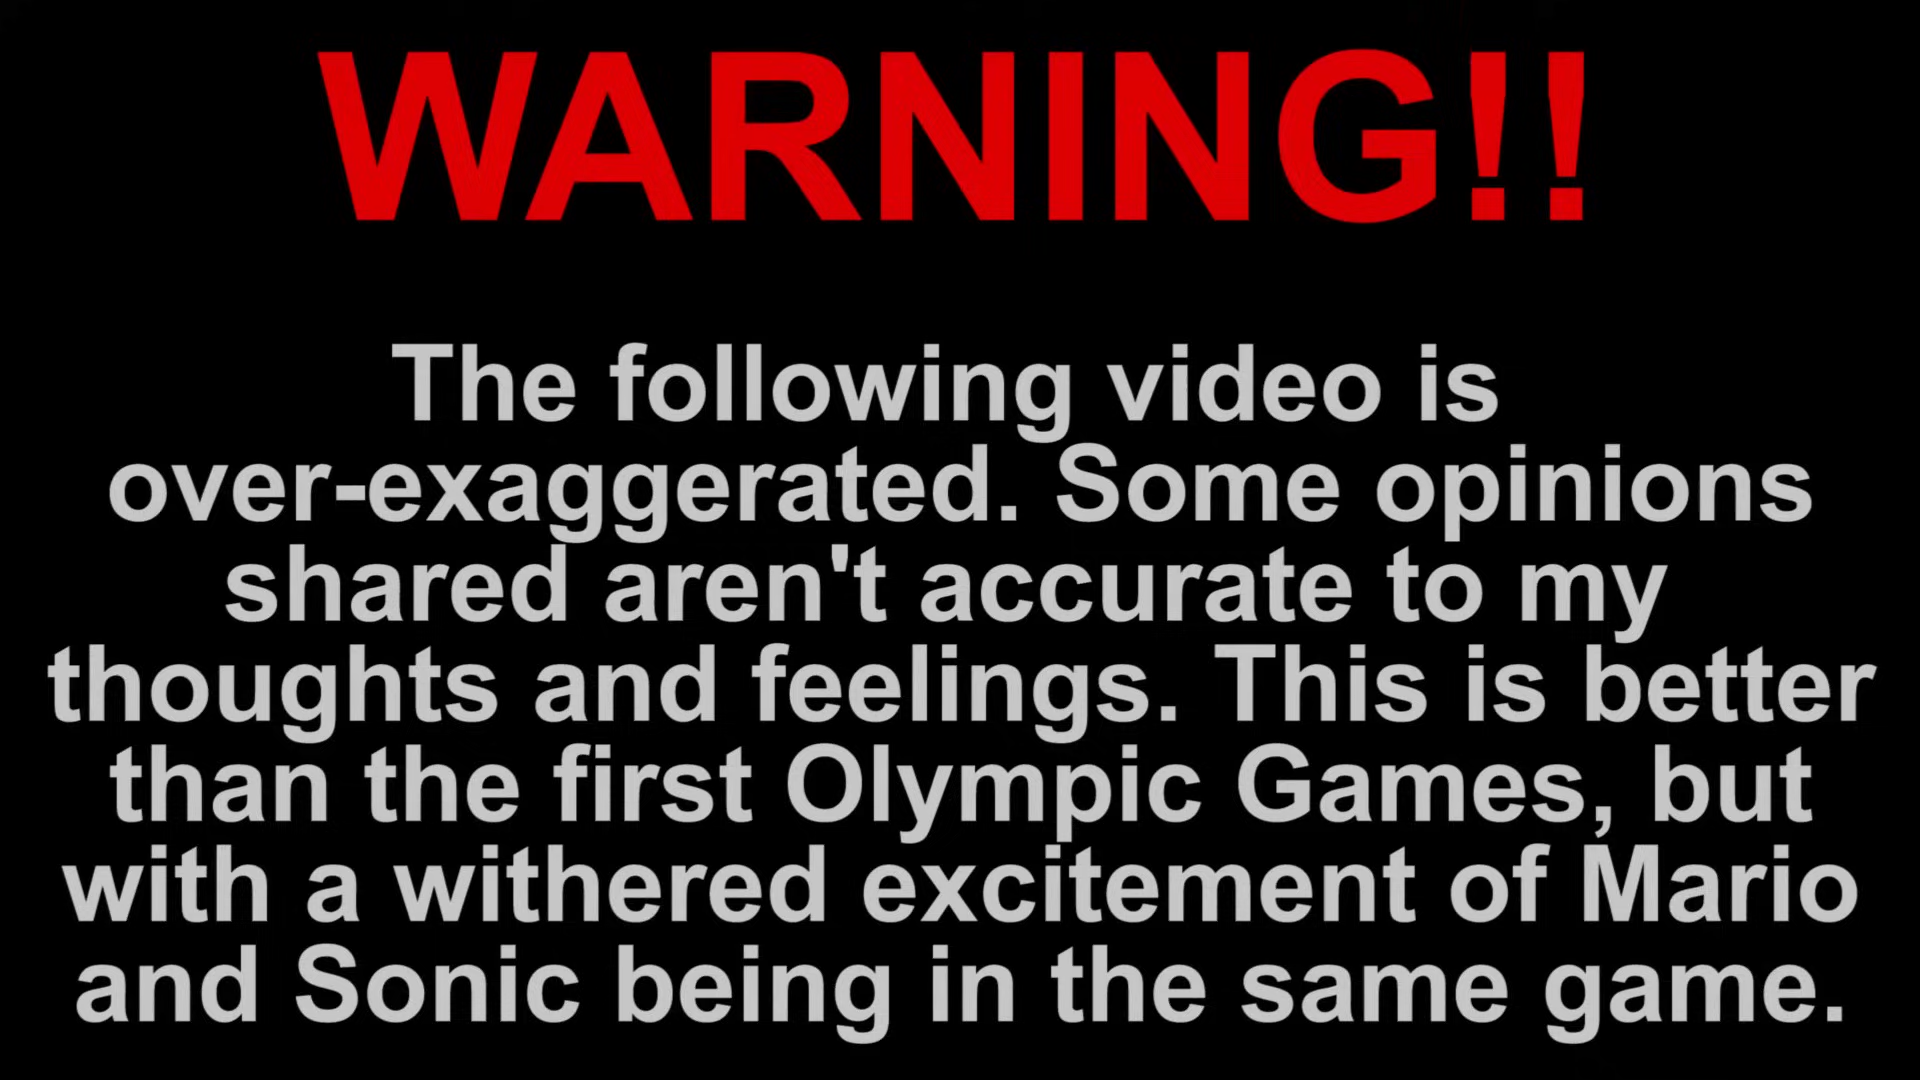 WARNING!!
The following video is
over-exaggerated. Some opinions
shared aren't accurate to my
thoughts and feelings. This is better
than the first Olympic Games, but
with a withered excitement of Mario
and Sonic being in the same game.